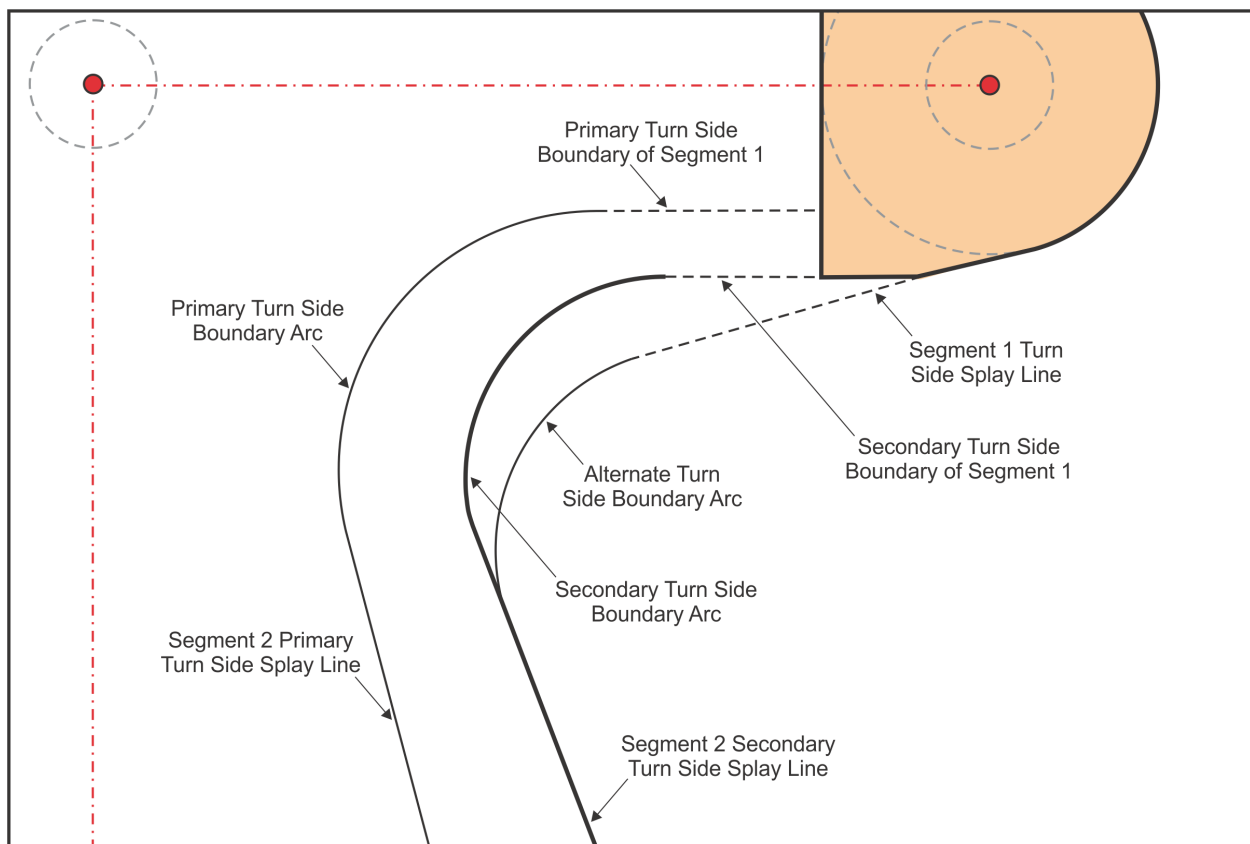 Primary Turn Side
Boundary of Segment 1
Primary Turn Side
Boundary Arc
Segment 1 Turn
Side Splay Line
Secondary Turn Side
Boundary of Segment 1
Alternate Turn
Side Boundary Arc
Secondary Turn Side
Boundary Arc
Segment 2 Primary
Turn Side Splay Line
Segment 2 Secondary
Turn Side Splay Line